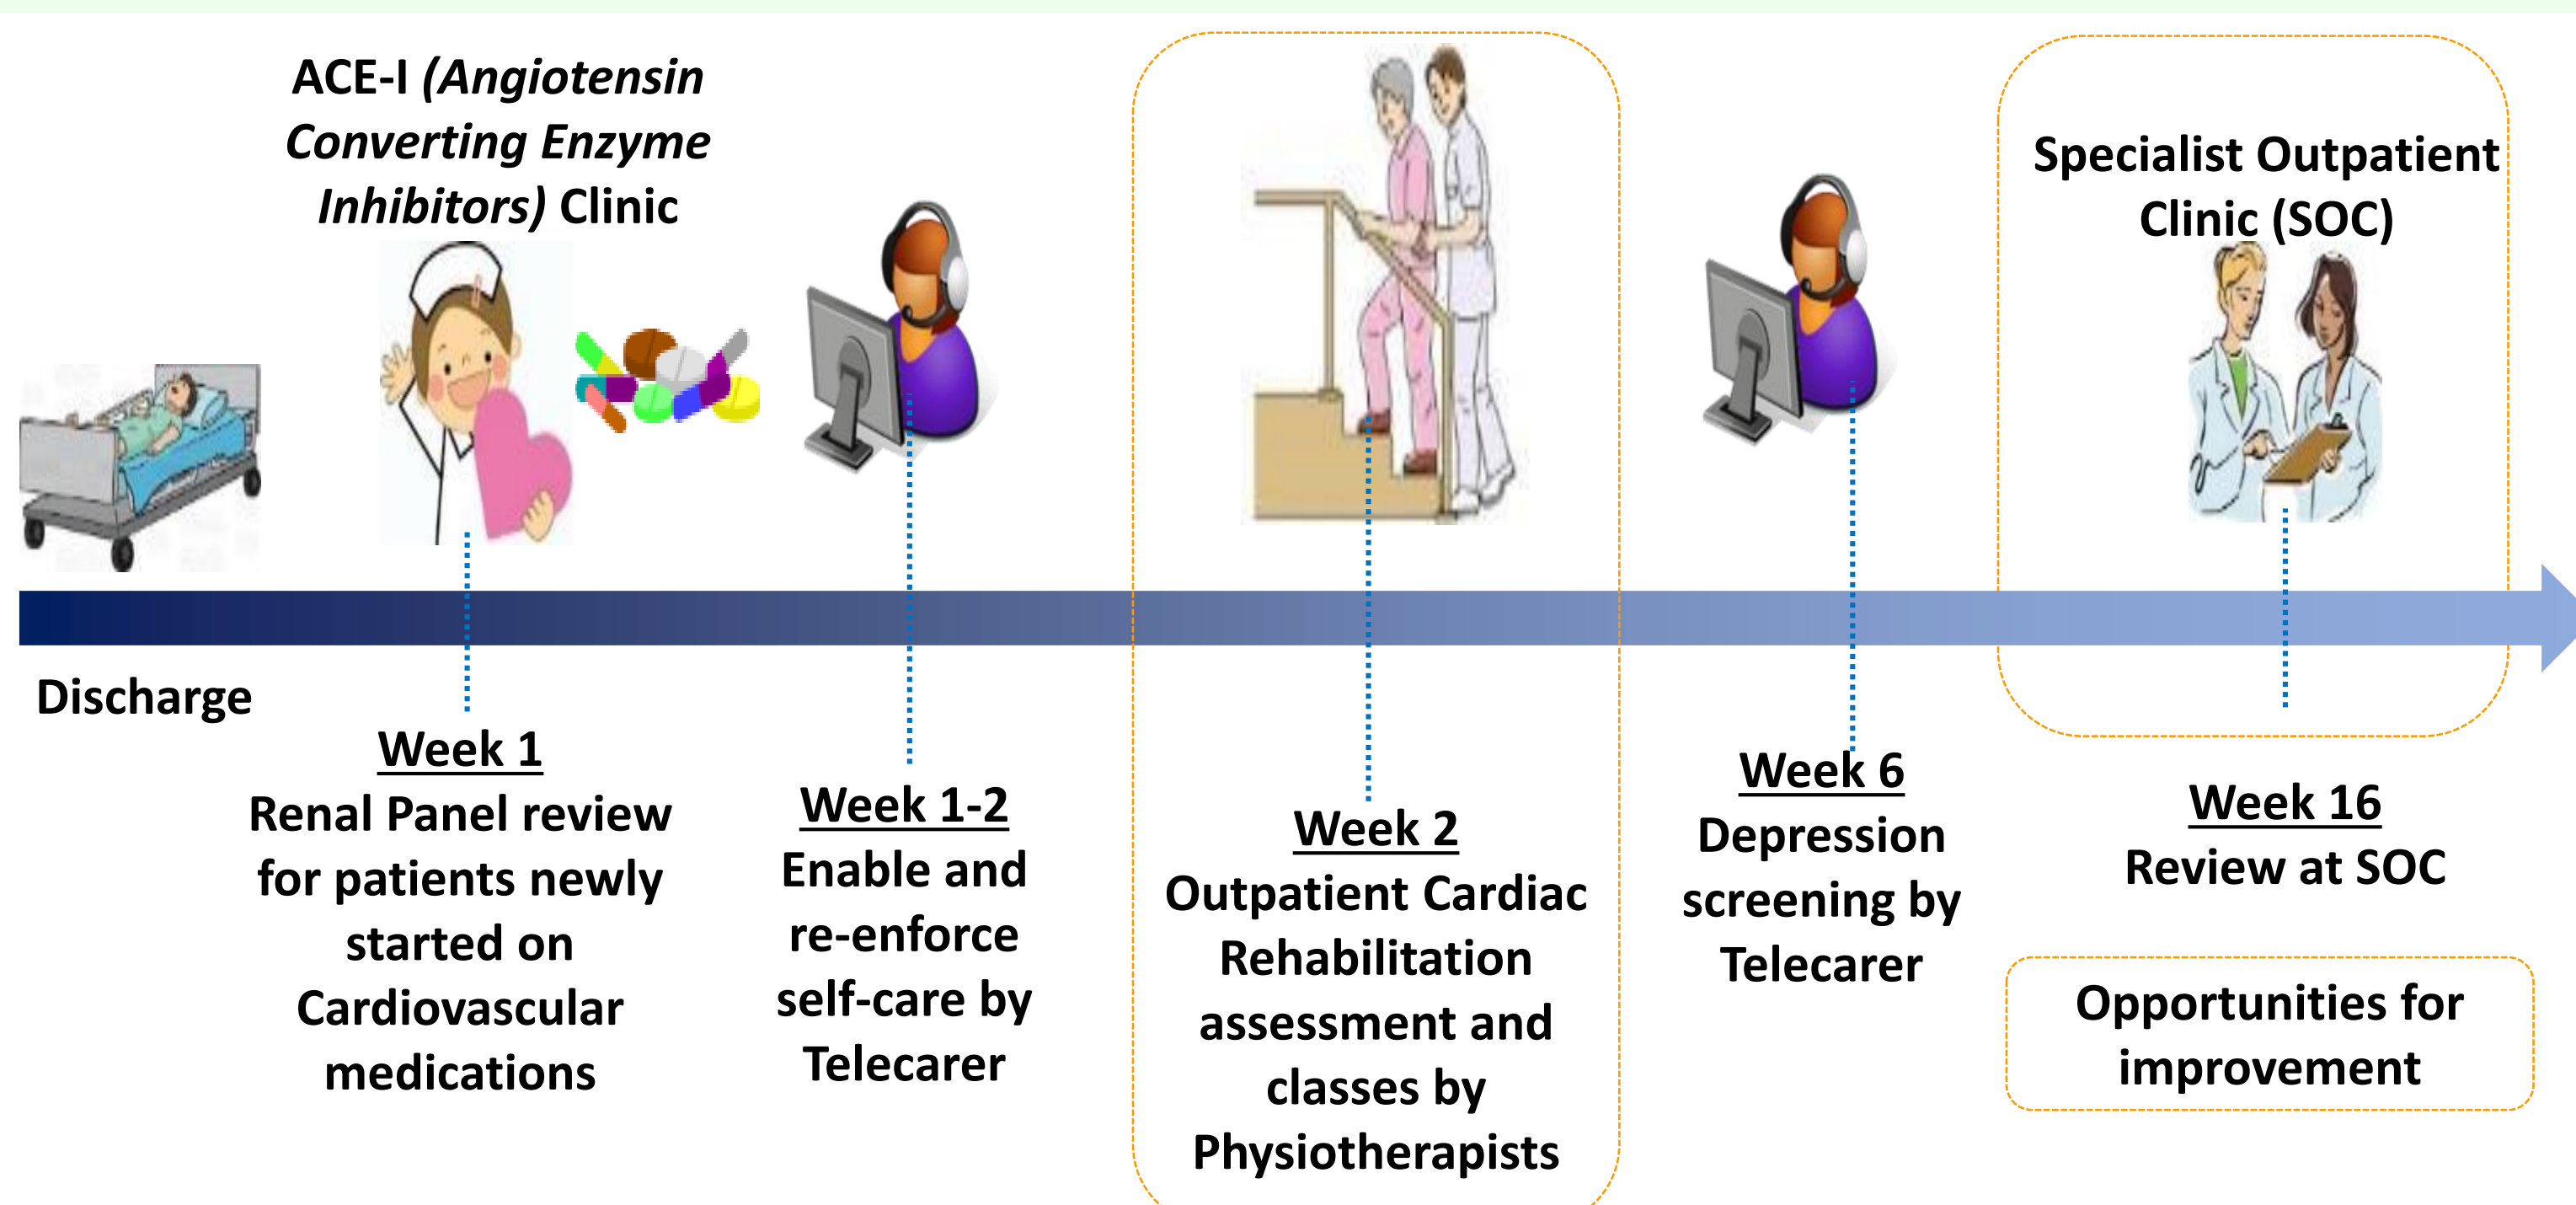 ACE-I (Angiotensin
Converting Enzyme
Inhibitors) Clinic
Specialist Outpatient
Clinic (SOC)
Discharge
Week 1
Renal Panel review
for patients newly
started on
Cardiovascular
medications
Week 1-2
Enable and
re-enforce
self-care by
Telecarer
Week 2
Outpatient Cardiac
Rehabilitation
assessment and
classes by
Physiotherapists
Week 6
Depression
screening by
Telecarer
Week 16
Review at SOC
Opportunities for
improvement